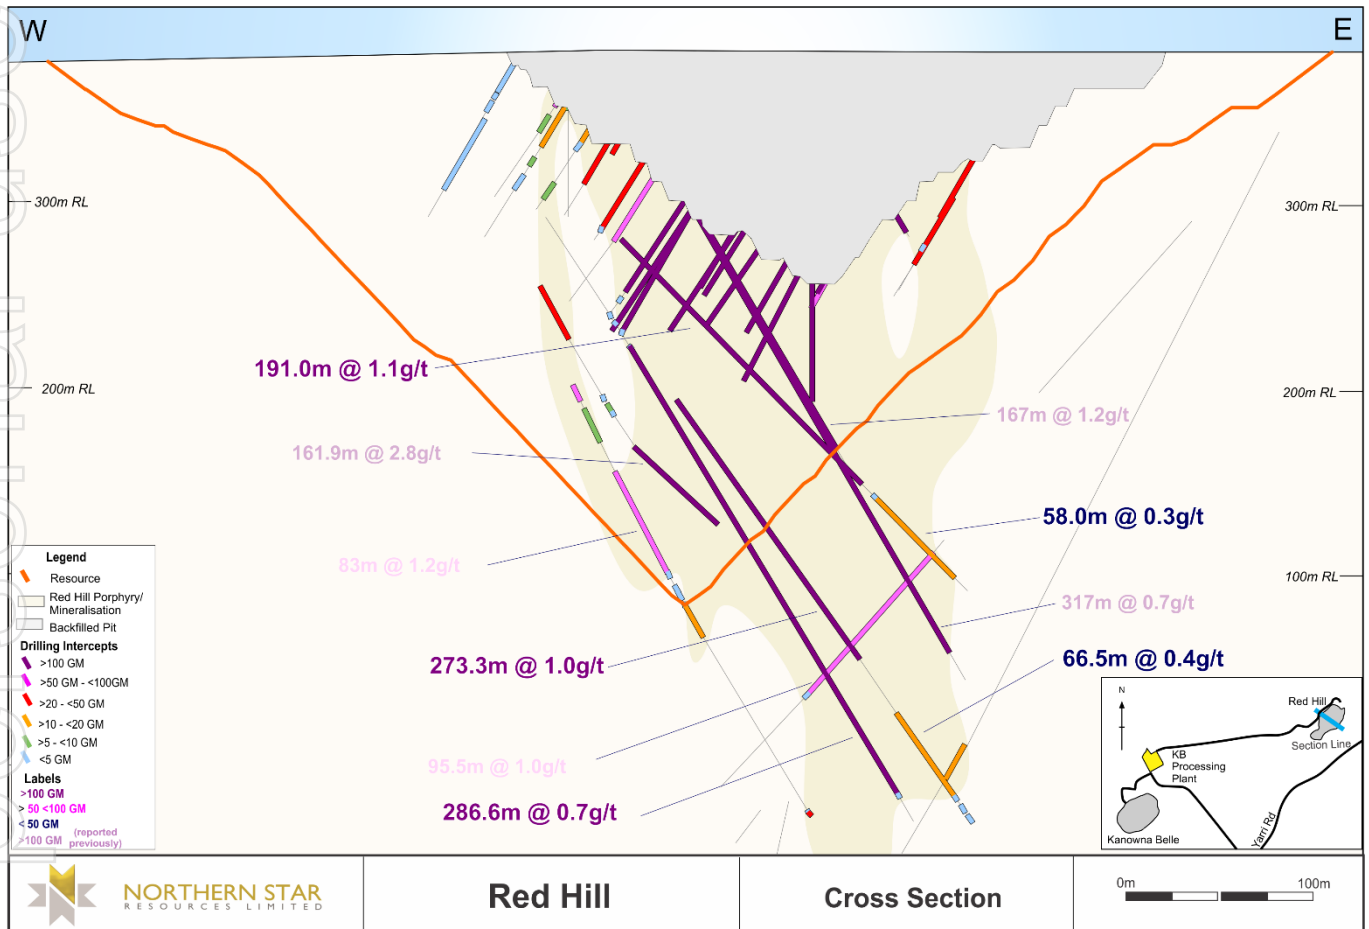 W
E
300m RL
300m RL
191.0m @ 1.1g/t
200m RL
200m RL
167m @ 1.2g/t
161.9m @ 2.8g/t
58.0m @ 0.3g/t
83m @ 1.2g/t
100m RL
317m @ 0.7g/t
273.3m @ 1.0g/t
66.5m @ 0.4g/t
95.5m @ 1.0g/t
286.6m @ 0.7g/t
Legend
Resource
Red Hill Porphyry/
Mineralisation
Backfilled Pit
Drilling Intercepts
>100 GM
>50 GM - <100GM
>20 - <50 GM
>10 - <20 GM
>5 - <10 GM
<5 GM
Labels
>100 GM
> 50 <100 GM
< 50 GM
>100 GM (reported
previously)
N
Red Hill
Section Line
KB
Processing
Plant
Kanowna Belle
Yarri Rd
NORTHERN STAR
RESOURCES LIMITED
Red Hill
Cross Section
0m 100m